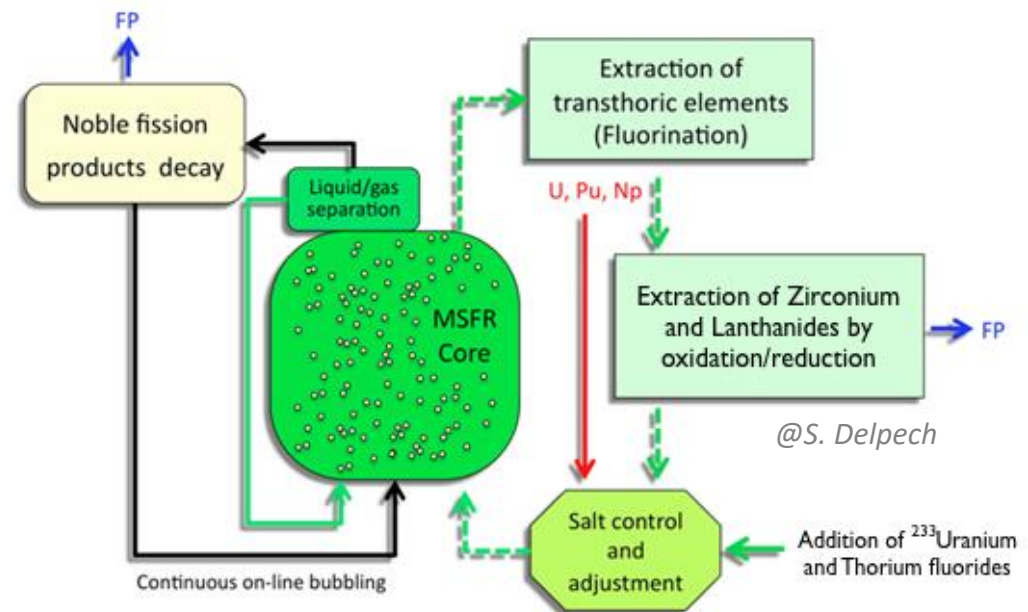 FP
Noble fission
products decay
Liquid/gas
separation
MSFR
Core
Continuous on-line bubbling
Extraction of
transthoric elements
(Fluorination)
U, Pu, Np
Extraction of Zirconium
and Lanthanides by
oxidation/reduction
FP
@S. Delpech
Salt control
and
adjustment
Addition of ²³³Uranium
and Thorium fluorides